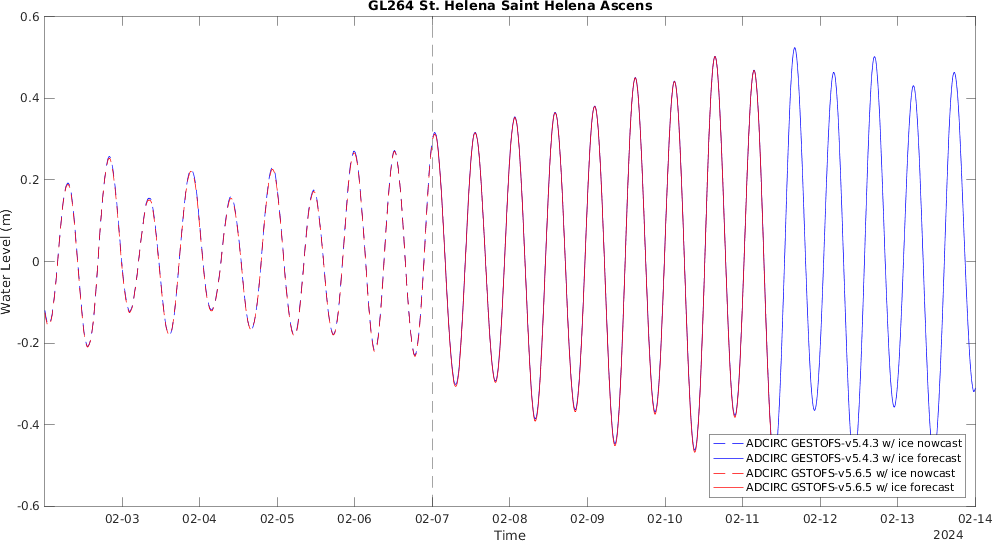 GL264 St. Helena Saint Helena Ascens
0.6
0.4
0.2
0
-0.2
-0.4
-0.6
Water Level (m)
ADCIRC GESTOFS-v5.4.3 w/ ice nowcast
ADCIRC GESTOFS-v5.4.3 w/ ice forecast
ADCIRC GSTOFS-v5.6.5 w/ ice nowcast
ADCIRC GSTOFS-v5.6.5 w/ ice forecast
02-03 02-04 02-05 02-06 02-07 02-08 02-09 02-10 02-11 02-12 02-13 02-14
Time
2024